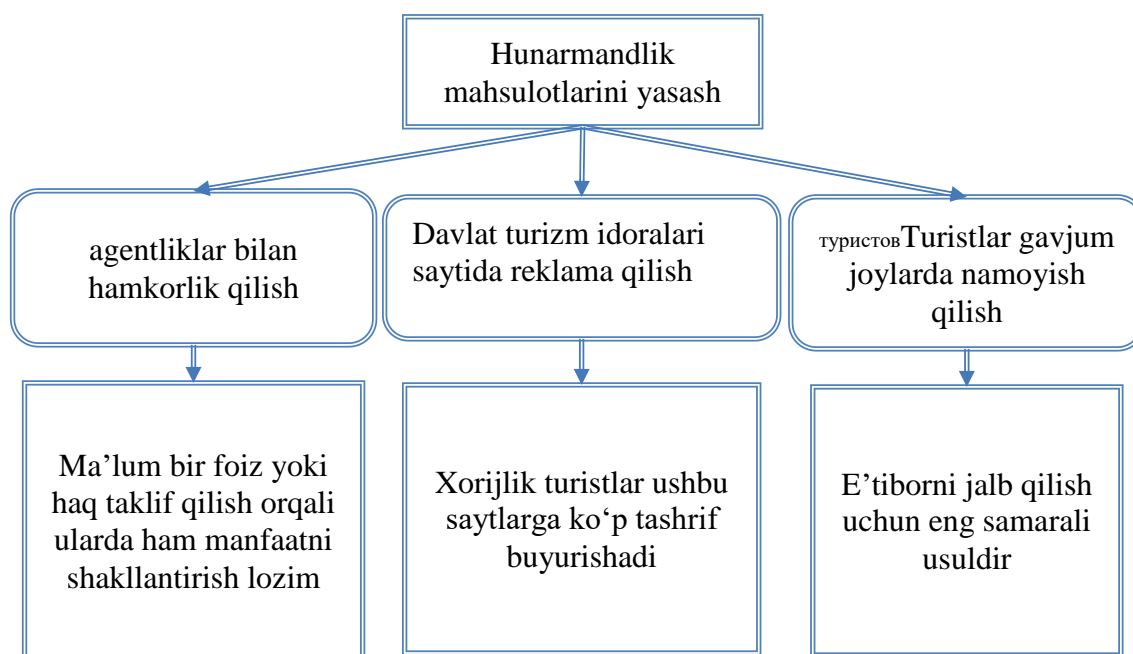 Hunarmandlik
mahsulotlarini yasash
agentliklar bilan
hamkorlik qilish
Davlat turizm idoralari
saytida reklama qilish
туристовTuristlar gavjum
joylarda namoyish
qilish
Ma’lum bir foiz yoki
haq taklif qilish orqali
ularda ham manfaatni
shakllantirish lozim
Xorijlik turistlar ushbu
saytlarga ko‘p tashrif
buyurishadi
E’tiborni jalb qilish
uchun eng samarali
usuldir